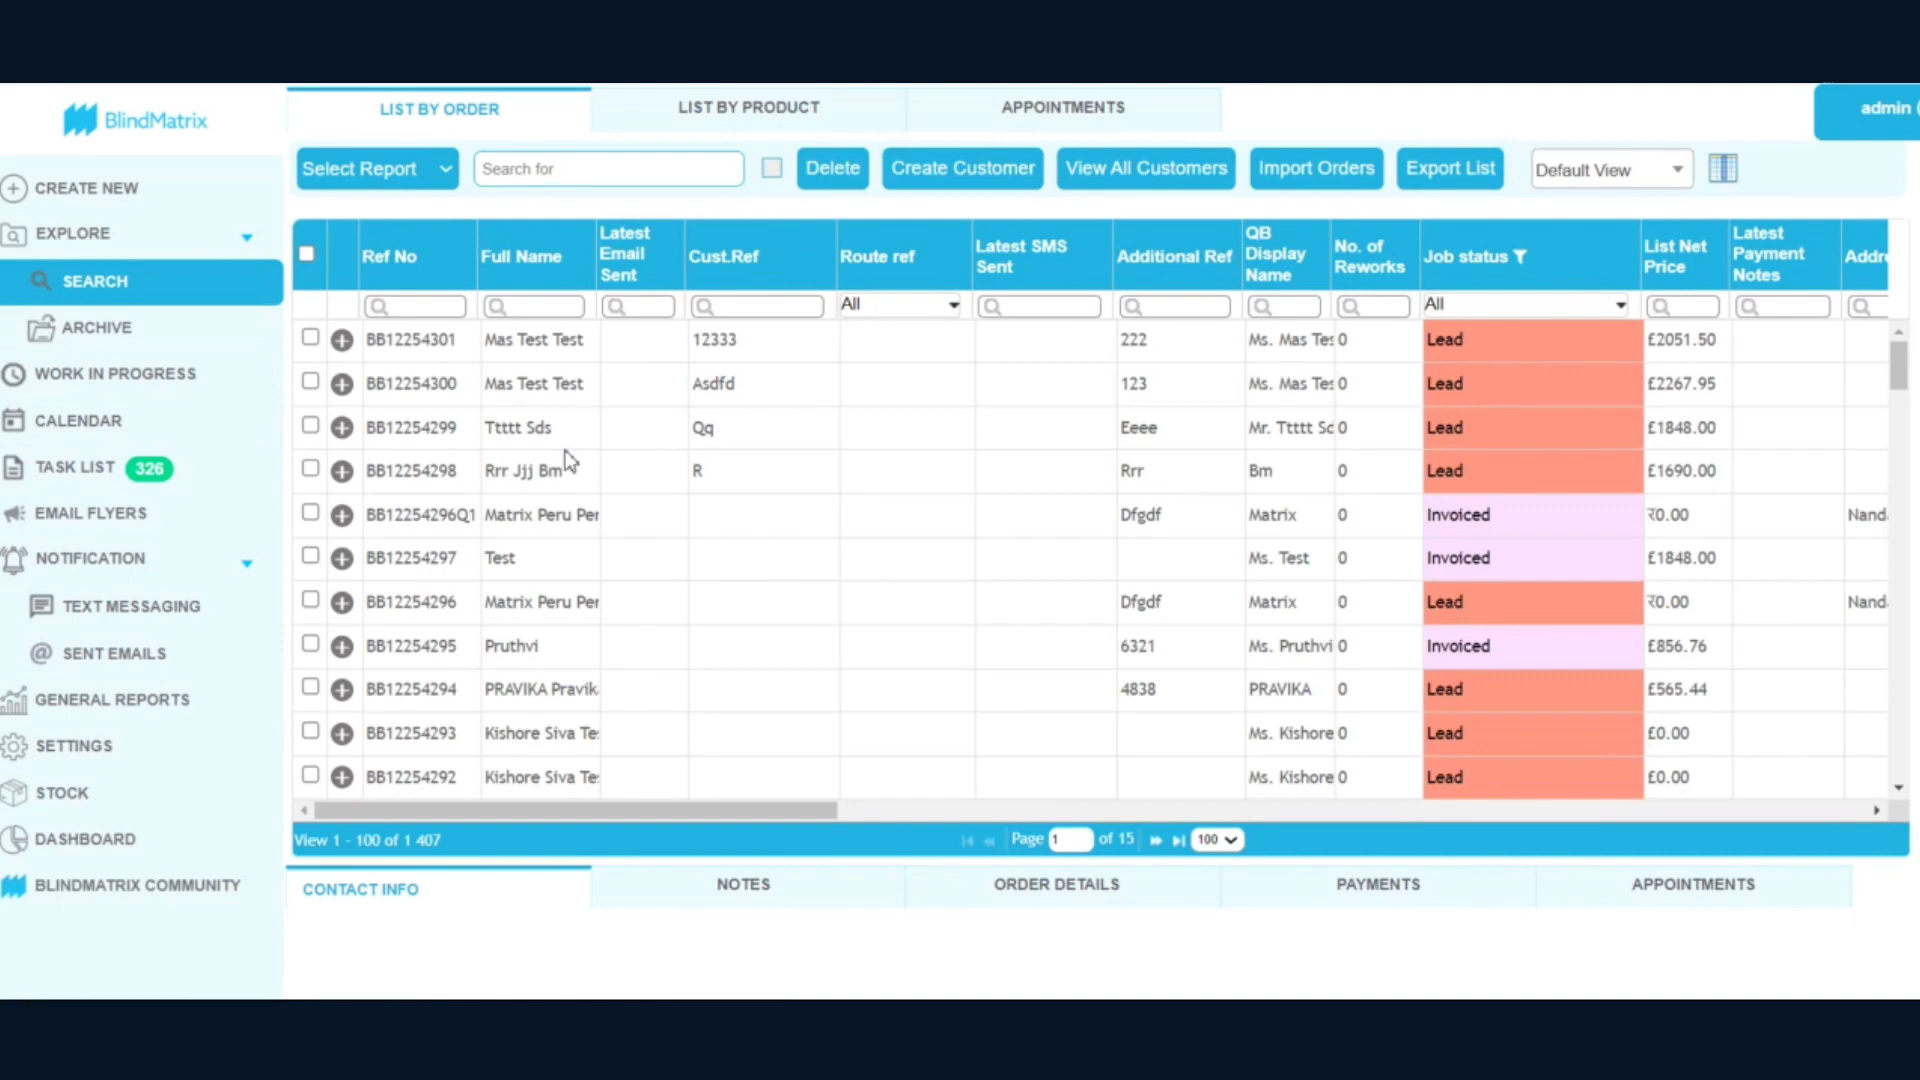 BlindMatrix
LIST BY ORDER
LIST BY PRODUCT
APPOINTMENTS
admin (
Select Report
Search for
Delete
Create Customer
View All Customers
Import Orders
Export List
Default View
CREATE NEW
EXPLORE
SEARCH
ARCHIVE
WORK IN PROGRESS
CALENDAR
TASK LIST 326
EMAIL FLYERS
NOTIFICATION
TEXT MESSAGING
SENT EMAILS
GENERAL REPORTS
SETTINGS
STOCK
DASHBOARD
BLINDMATRIX COMMUNITY
Ref No
Full Name
Latest
Email
Sent
Cust.Ref
Route ref
Latest SMS
Sent
Additional Ref
QB
Display
Name
No. of
Reworks
Job status
List Net
Price
Latest
Payment
Notes
Addre
All
All
BB12254301 Mas Test Test 12333 222 Ms. Mas Tes 0 Lead £2051.50
BB12254300 Mas Test Test Asdfd 123 Ms. Mas Tes 0 Lead £2267.95
BB12254299 Ttttt Sds Qq Eeee Mr. Ttttt Sd 0 Lead £1848.00
BB12254298 Rrr Jjj Bm R Rrr Bm 0 Lead £1690.00
BB12254296Q1 Matrix Peru Per Dfgdf Matrix 0 Invoiced ₹0.00 Nand
BB12254297 Test Ms. Test 0 Invoiced £1848.00
BB12254296 Matrix Peru Per Dfgdf Matrix 0 Lead ₹0.00 Nand
BB12254295 Pruthvi 6321 Ms. Pruthvi 0 Invoiced £856.76
BB12254294 PRAVIKA Pravik 4838 PRAVIKA 0 Lead £565.44
BB12254293 Kishore Siva Te Ms. Kishore 0 Lead £0.00
BB12254292 Kishore Siva Te Ms. Kishore 0 Lead £0.00
View 1 - 100 of 1 407
Page 1 of 15
100
CONTACT INFO
NOTES
ORDER DETAILS
PAYMENTS
APPOINTMENTS